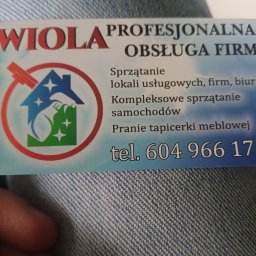 WIOLA PROFESJONALNA
OBSŁUGA FIRM
Sprzątanie
lokali usługowych, firm, biur
Kompleksowe sprzątanie
samochodów
Pranie tapicerki meblowej
tel. 604 966 17